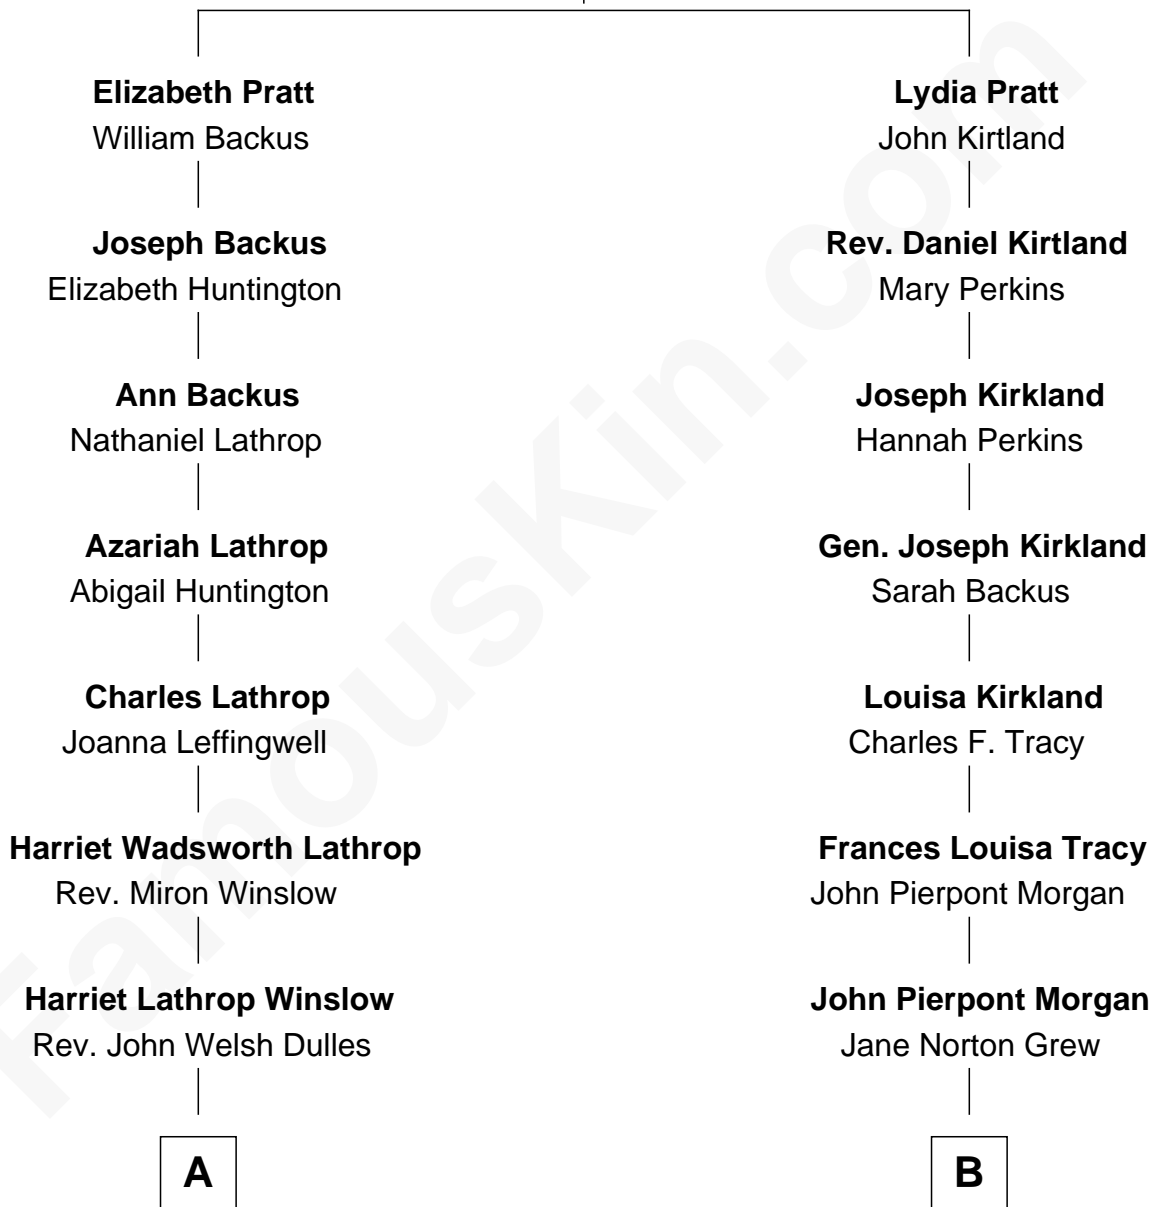 Elizabeth Pratt
William Backus
Joseph Backus
Elizabeth Huntington
Ann Backus
Nathaniel Lathrop
Azariah Lathrop
Abigail Huntington
Charles Lathrop
Joanna Leffingwell
Harriet Wadsworth Lathrop
Rev. Miron Winslow
Harriet Lathrop Winslow
Rev. John Welsh Dulles
A
Lydia Pratt
John Kirtland
Rev. Daniel Kirtland
Mary Perkins
Joseph Kirkland
Hannah Perkins
Gen. Joseph Kirkland
Sarah Backus
Louisa Kirkland
Charles F. Tracy
Frances Louisa Tracy
John Pierpont Morgan
John Pierpont Morgan
Jane Norton Grew
B
FamousKin.com